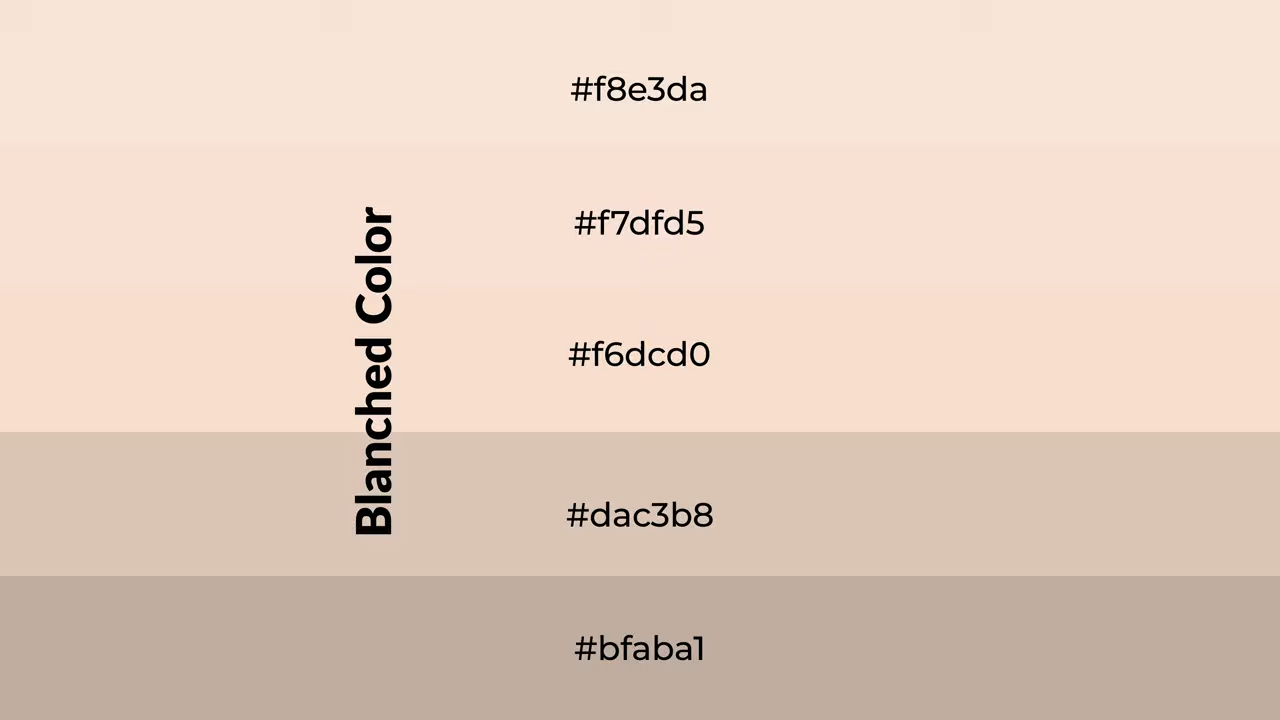 #f8e3da
#f7dfd5
Blanched Color
#f6dcd0
#dac3b8
#bfaba1